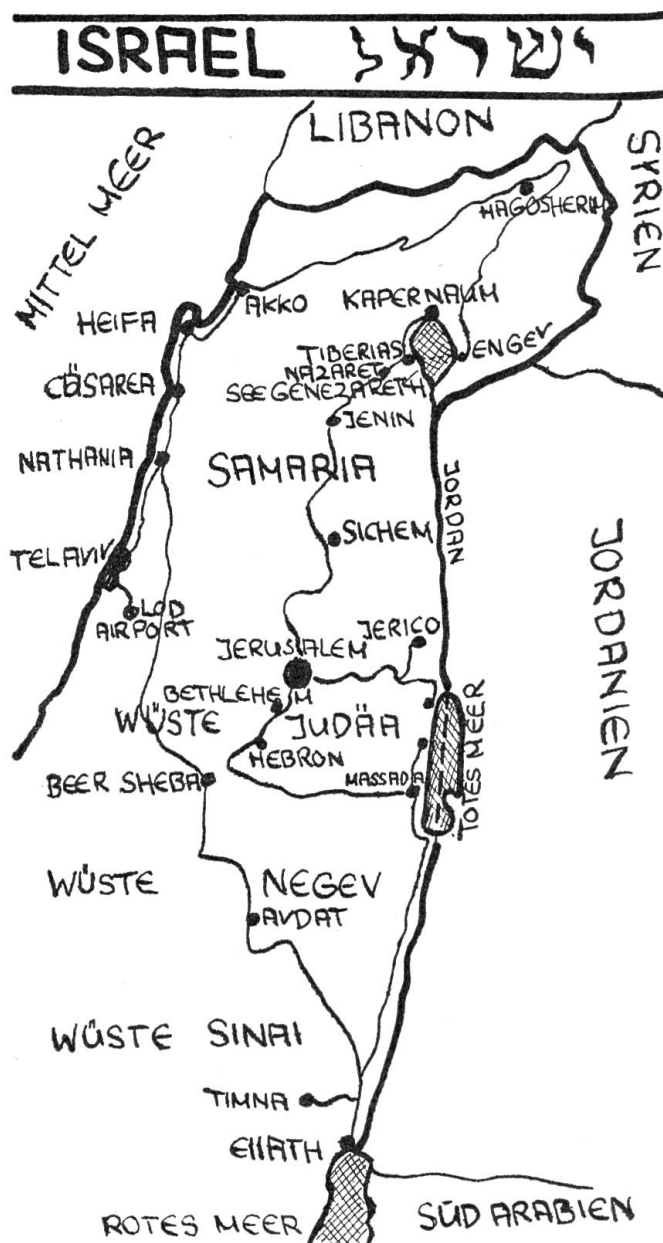 ISRAEL ישראל
LIBANON
SYRIEN
MITTEL MEER
HAGOSHERIM
AKKO
KAPERNAUM
HEIFA
TIBERIAS
ENGEV
NAZARET
CÄSAREA
SEE GENEZARETH
JENIN
NATHANIA
SAMARIA
JORDAN
SICHEM
TELAVIV
JORDANIEN
LOD
AIRPORT
JERICO
JERUSALEM
BETHLEHEM
WÜSTE JUDÄA
HEBRON
TOTES MEER
BEER SHEBA
MASSADA
WÜSTE NEGEV
AVDAT
WÜSTE SINAI
TIMNA
EILATH
ROTES MEER
SÜD ARABIEN